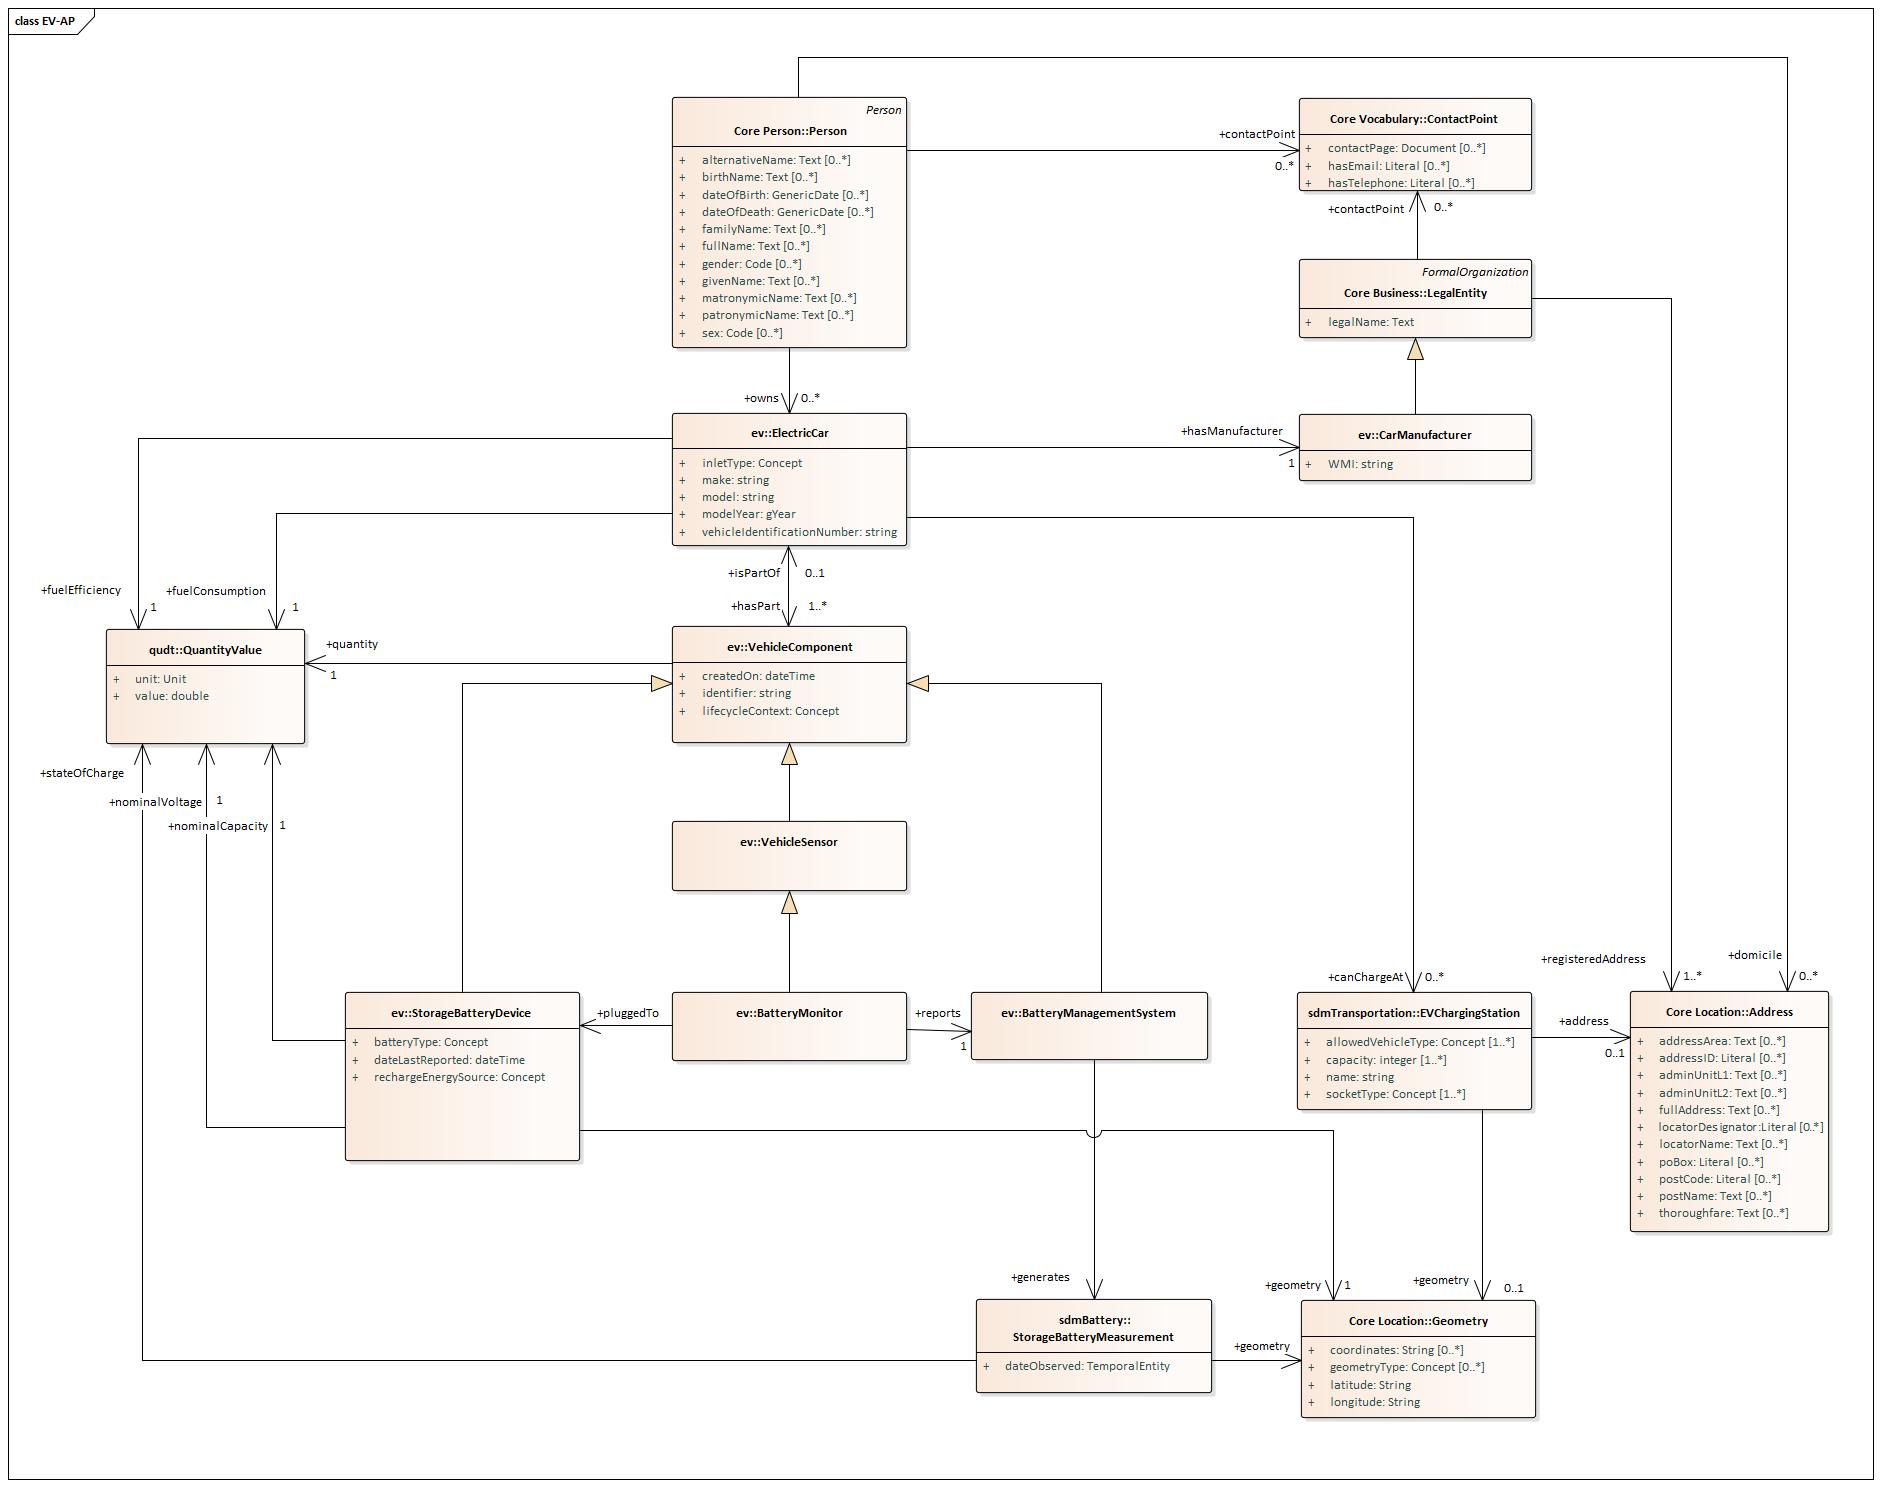 class EV-AP
Person
Core Person::Person
+ alternativeName: Text [0..*]
+ birthName: Text [0..*]
+ dateOfBirth: GenericDate [0..*]
+ dateOfDeath: GenericDate [0..*]
+ familyName: Text [0..*]
+ fullName: Text [0..*]
+ gender: Code [0..*]
+ givenName: Text [0..*]
+ matronymicName: Text [0..*]
+ patronymicName: Text [0..*]
+ sex: Code [0..*]
+contactPoint
0..*
Core Vocabulary::ContactPoint
+ contactPage: Document [0..*]
+ hasEmail: Literal [0..*]
+ hasTelephone: Literal [0..*]
+contactPoint 0..*
FormalOrganization
Core Business::LegalEntity
+ legalName: Text
+owns 0..*
ev::ElectricCar
+ inletType: Concept
+ make: string
+ model: string
+ modelYear: gYear
+ vehicleIdentificationNumber: string
+hasManufacturer
1
ev::CarManufacturer
+ WMI: string
+isPartOf 0..1
+hasPart 1..*
+fuelEfficiency
1
+fuelConsumption
1
qudt::QuantityValue
+ unit: Unit
+ value: double
+quantity
1
ev::VehicleComponent
+ createdOn: dateTime
+ identifier: string
+ lifecycleContext: Concept
+stateOfCharge
+nominalVoltage 1
+nominalCapacity 1
ev::VehicleSensor
+canChargeAt 0..*
+registeredAddress
1..*
+domicile
0..*
ev::StorageBatteryDevice
+ batteryType: Concept
+ dateLastReported: dateTime
+ rechargeEnergySource: Concept
+pluggedTo
ev::BatteryMonitor
+reports
1
ev::BatteryManagementSystem
sdmTransportation::EVChargingStation
+ allowedVehicleType: Concept [1..*]
+ capacity: integer [1..*]
+ name: string
+ socketType: Concept [1..*]
+address
0..1
Core Location::Address
+ addressArea: Text [0..*]
+ addressID: Literal [0..*]
+ adminUnitL1: Text [0..*]
+ adminUnitL2: Text [0..*]
+ fullAddress: Text [0..*]
+ locatorDesignator:Literal [0..*]
+ locatorName: Text [0..*]
+ poBox: Literal [0..*]
+ postCode: Literal [0..*]
+ postName: Text [0..*]
+ thoroughfare: Text [0..*]
+generates
+geometry 1
+geometry 0..1
sdmBattery::
StorageBatteryMeasurement
+ dateObserved: TemporalEntity
+geometry
Core Location::Geometry
+ coordinates: String [0..*]
+ geometryType: Concept [0..*]
+ latitude: String
+ longitude: String